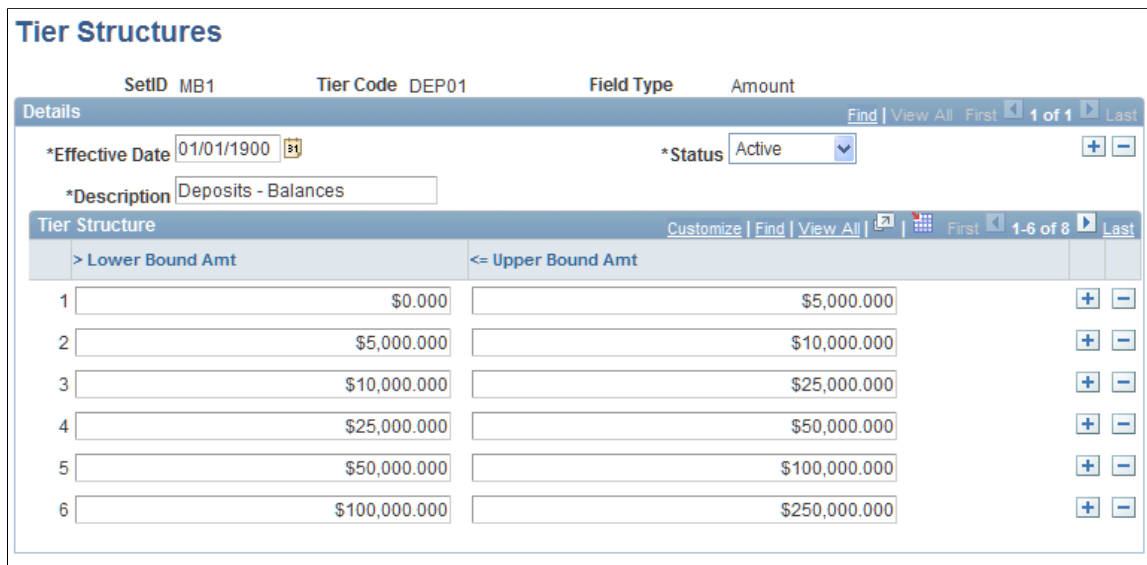 Tier Structures
SetID MB1 Tier Code DEP01 Field Type Amount
Details Find | View All First 1 of 1 Last
*Effective Date 01/01/1900 31 *Status Active + −
*Description Deposits - Balances
Tier Structure Customize | Find | View All | | First 1-6 of 8 Last
> Lower Bound Amt <= Upper Bound Amt
1 $0.000 $5,000.000 + −
2 $5,000.000 $10,000.000 + −
3 $10,000.000 $25,000.000 + −
4 $25,000.000 $50,000.000 + −
5 $50,000.000 $100,000.000 + −
6 $100,000.000 $250,000.000 + −